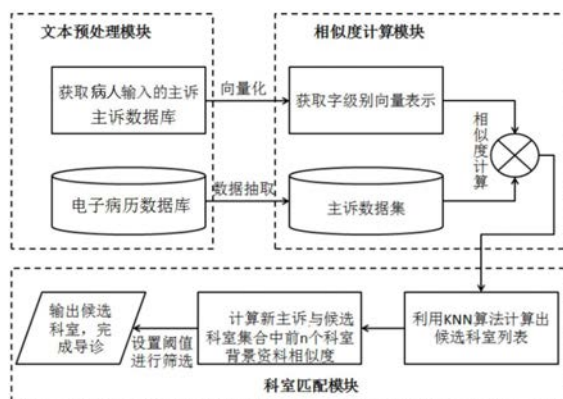 文本预处理模块
相似度计算模块
获取病人输入的主诉
主诉数据库
向量化
获取字级别向量表示
相似度计算
电子病历数据库
数据抽取
主诉数据集
输出候选
科室，完
成导诊
设置阈值
进行筛选
计算新主诉与候选
科室集合中前n个科室
背景资料相似度
利用KNN算法计算出
候选科室列表
科室匹配模块